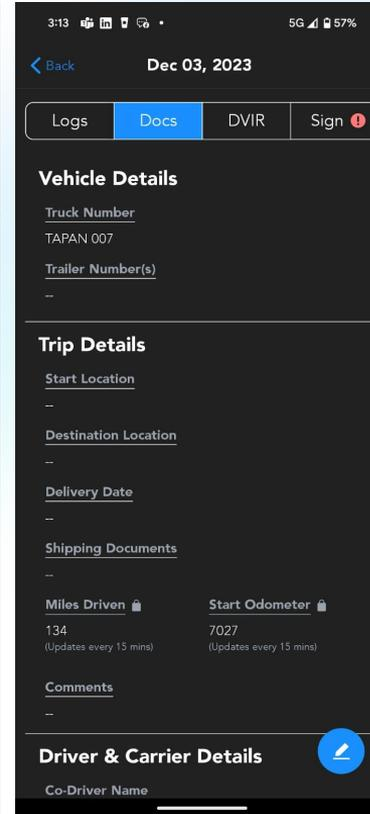 3:13
5G 57%
Back
Dec 03, 2023
Logs
Docs
DVIR
Sign
Vehicle Details
Truck Number
TAPAN 007
Trailer Number(s)
--
Trip Details
Start Location
--
Destination Location
--
Delivery Date
--
Shipping Documents
--
Miles Driven
Start Odometer
134
7027
(Updates every 15 mins)
(Updates every 15 mins)
Comments
--
Driver & Carrier Details
Co-Driver Name